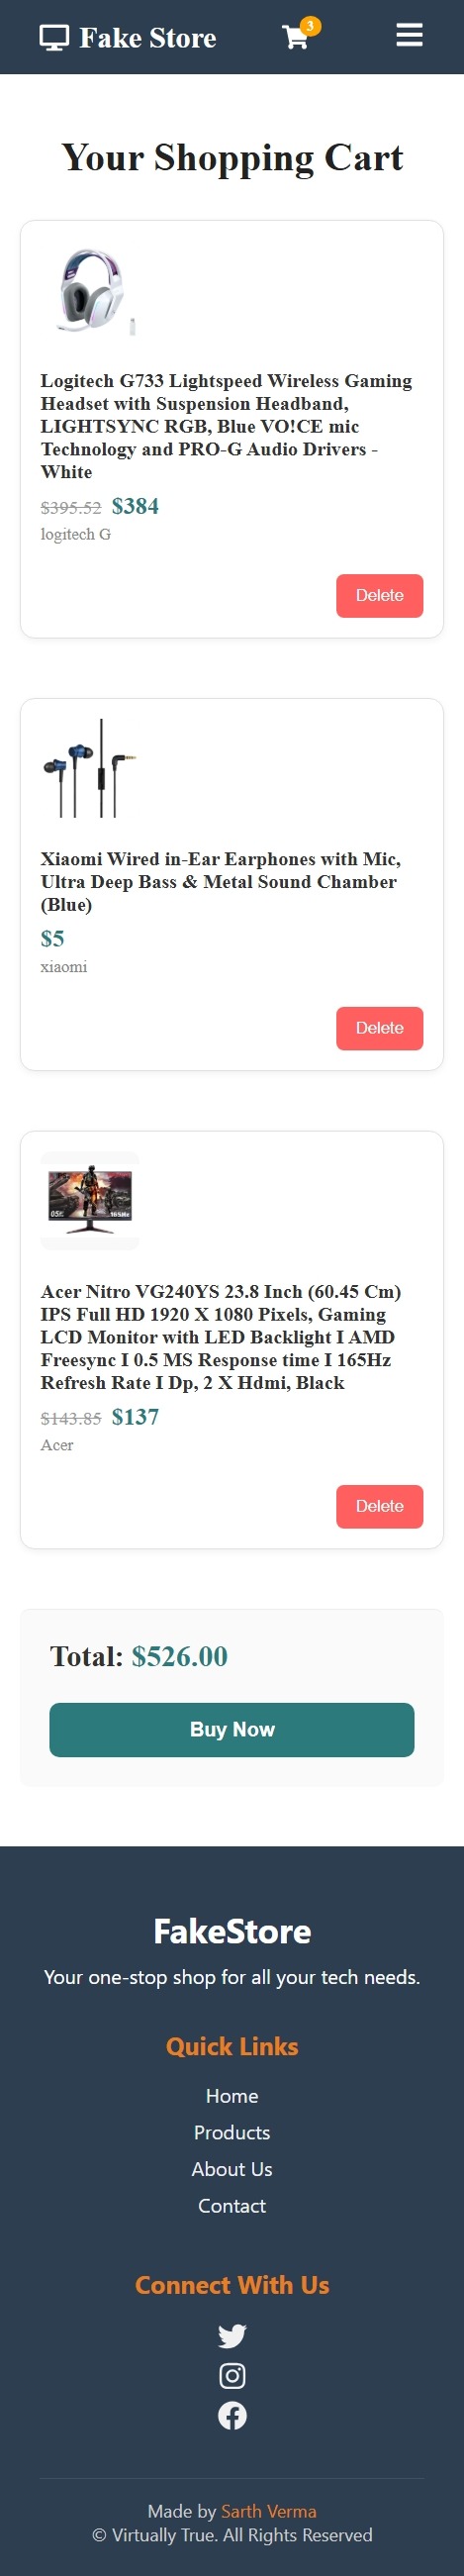 Fake Store
3
Your Shopping Cart
Logitech G733 Lightspeed Wireless Gaming
Headset with Suspension Headband,
LIGHTSYNC RGB, Blue VO!CE mic
Technology and PRO-G Audio Drivers -
White
$395.52 $384
logitech G
Delete
Xiaomi Wired in-Ear Earphones with Mic,
Ultra Deep Bass & Metal Sound Chamber
(Blue)
$5
xiaomi
Delete
165Hz
Acer Nitro VG240YS 23.8 Inch (60.45 Cm)
IPS Full HD 1920 X 1080 Pixels, Gaming
LCD Monitor with LED Backlight I AMD
Freesync I 0.5 MS Response time I 165Hz
Refresh Rate I Dp, 2 X Hdmi, Black
$143.85 $137
Acer
Delete
Total: $526.00
Buy Now
FakeStore
Your one-stop shop for all your tech needs.
Quick Links
Home
Products
About Us
Contact
Connect With Us
Made by Sarth Verma
© Virtually True. All Rights Reserved